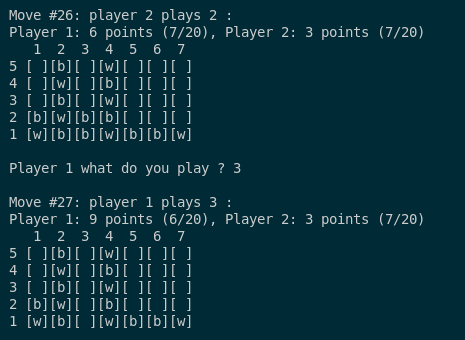 Move #26: player 2 plays 2 :
Player 1: 6 points (7/20), Player 2: 3 points (7/20)
   1  2  3  4  5  6  7
5 [ ][b][ ][w][ ][ ][ ]
4 [ ][w][ ][b][ ][ ][ ]
3 [ ][b][ ][w][ ][ ][ ]
2 [b][w][b][b][ ][ ][ ]
1 [w][b][b][w][b][b][w]
Player 1 what do you play ? 3
Move #27: player 1 plays 3 :
Player 1: 9 points (6/20), Player 2: 3 points (7/20)
   1  2  3  4  5  6  7
5 [ ][b][ ][w][ ][ ][ ]
4 [ ][w][ ][b][ ][ ][ ]
3 [ ][b][ ][w][ ][ ][ ]
2 [b][w][ ][b][ ][ ][ ]
1 [w][b][ ][w][b][b][w]